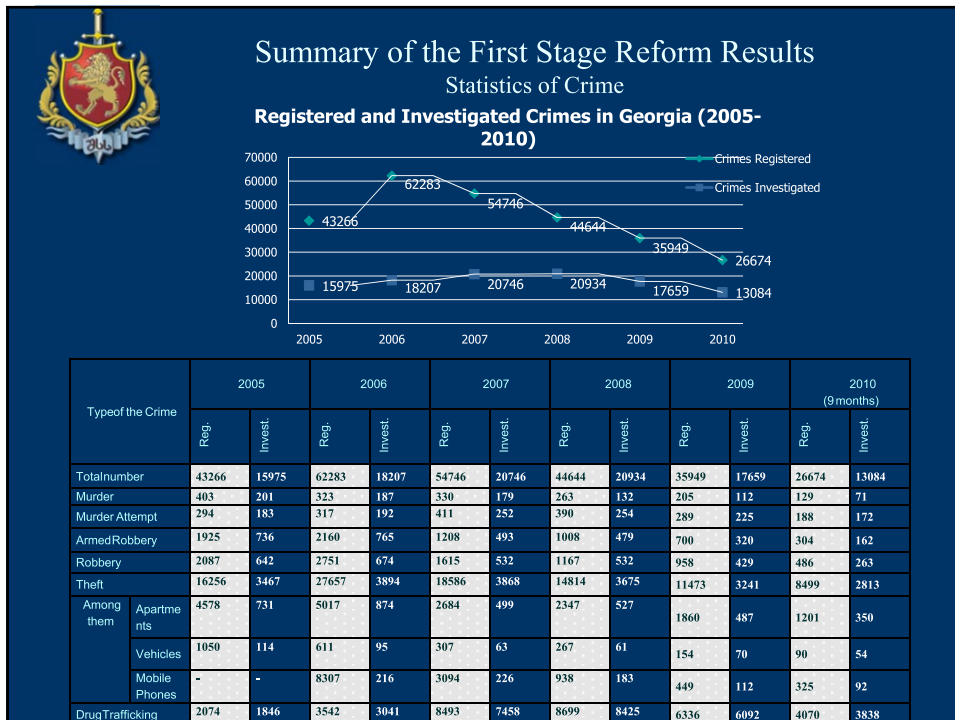 Summary of the First Stage Reform Results
Statistics of Crime
Registered and Investigated Crimes in Georgia (2005-
2010)
70000
60000
50000
40000
30000
20000
10000
0
43266
62283
54746
44644
35949
26674
15975
18207
20746
20934
17659
13084
Crimes Registered
Crimes Investigated
2005 2006 2007 2008 2009 2010
Typeof the Crime 2005 2006 2007 2008 2009 2010
(9months)
Reg. Invest. Reg. Invest. Reg. Invest. Reg. Invest. Reg. Invest. Reg. Invest.
Totalnumber 43266 15975 62283 18207 54746 20746 44644 20934 35949 17659 26674 13084
Murder 403 201 323 187 330 179 263 132 205 112 129 71
Murder Attempt 294 183 317 192 411 252 390 254 289 225 188 172
ArmedRobbery 1925 736 2160 765 1208 493 1008 479 700 320 304 162
Robbery 2087 642 2751 674 1615 532 1167 532 958 429 486 263
Theft 16256 3467 27657 3894 18586 3868 14814 3675 11473 3241 8499 2813
Among
them
Apartme
nts 4578 731 5017 874 2684 499 2347 527 1860 487 1201 350
Vehicles 1050 114 611 95 307 63 267 61 154 70 90 54
Mobile
Phones - - 8307 216 3094 226 938 183 449 112 325 92
DrugTrafficking 2074 1846 3542 3041 8493 7458 8699 8425 6336 6092 4070 3838